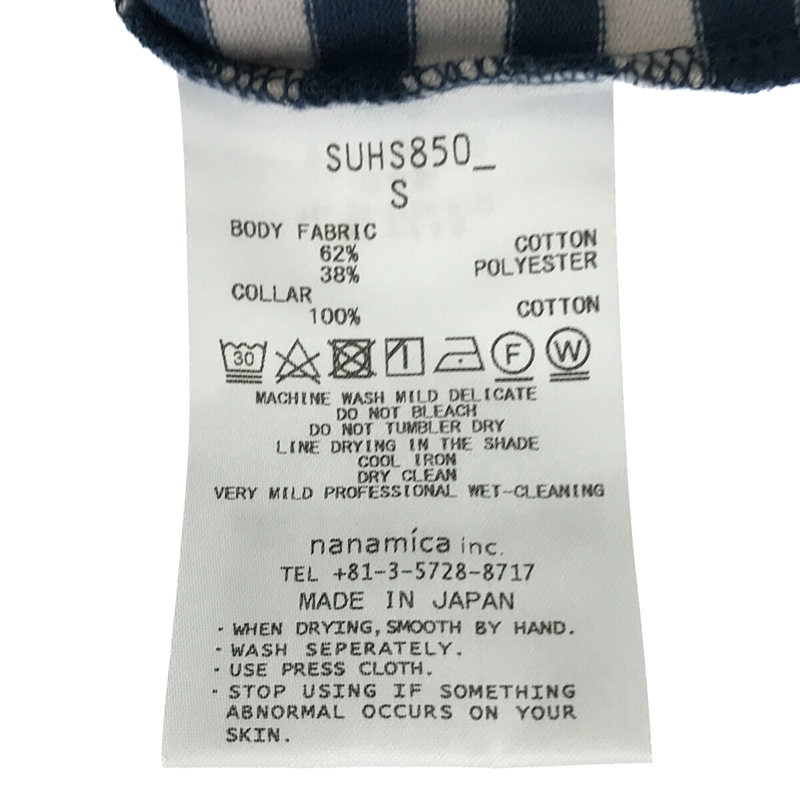 SUHS850_
S
BODY FABRIC
62% COTTON
38% POLYESTER
COLLAR
100% COTTON
30 F W
MACHINE WASH MILD DELICATE
DO NOT BLEACH
DO NOT TUMBLER DRY
LINE DRYING IN THE SHADE
COOL IRON
DRY CLEAN
VERY MILD PROFESSIONAL WET-CLEANING
nanamíca inc.
TEL +81-3-5728-8717
MADE IN JAPAN
・WHEN DRYING, SMOOTH BY HAND.
・WASH SEPERATELY.
・USE PRESS CLOTH.
・STOP USING IF SOMETHING
ABNORMAL OCCURS ON YOUR
SKIN.